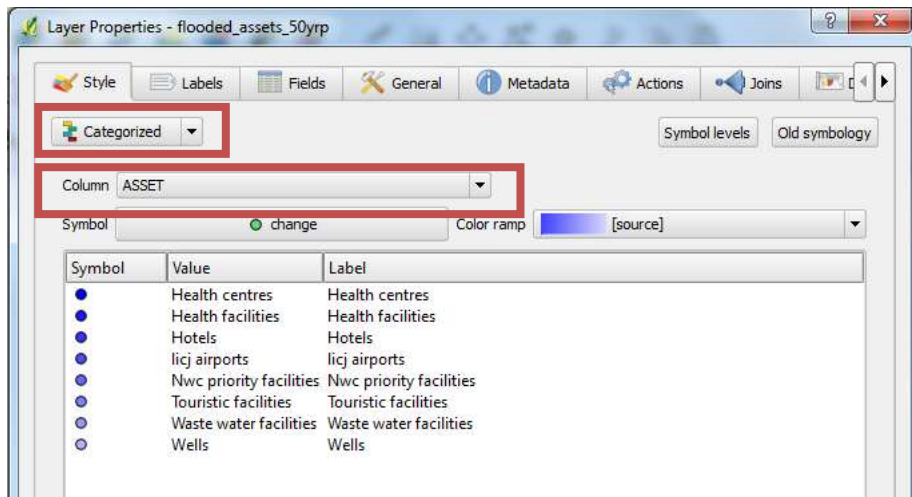 Layer Properties - flooded_assets_50yrp
Style Labels Fields General Metadata Actions Joins
Categorized Symbol levels Old symbology
Column ASSET
Symbol change Color ramp [source]
Symbol Value Label
Health centres Health centres
Health facilities Health facilities
Hotels Hotels
licj airports licj airports
Nwc priority facilities Nwc priority facilities
Touristic facilities Touristic facilities
Waste water facilities Waste water facilities
Wells Wells